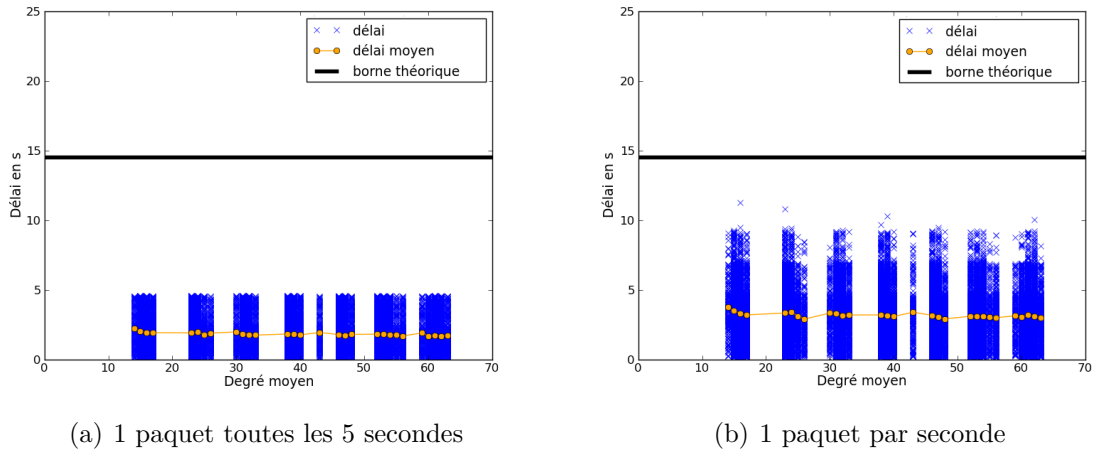 25
20
15
10
5
0
0 10 20 30 40 50 60 70
Délai en s
Degré moyen
délai
délai moyen
borne théorique
(a) 1 paquet toutes les 5 secondes
25
20
15
10
5
0
0 10 20 30 40 50 60 70
Délai en s
Degré moyen
délai
délai moyen
borne théorique
(b) 1 paquet par seconde